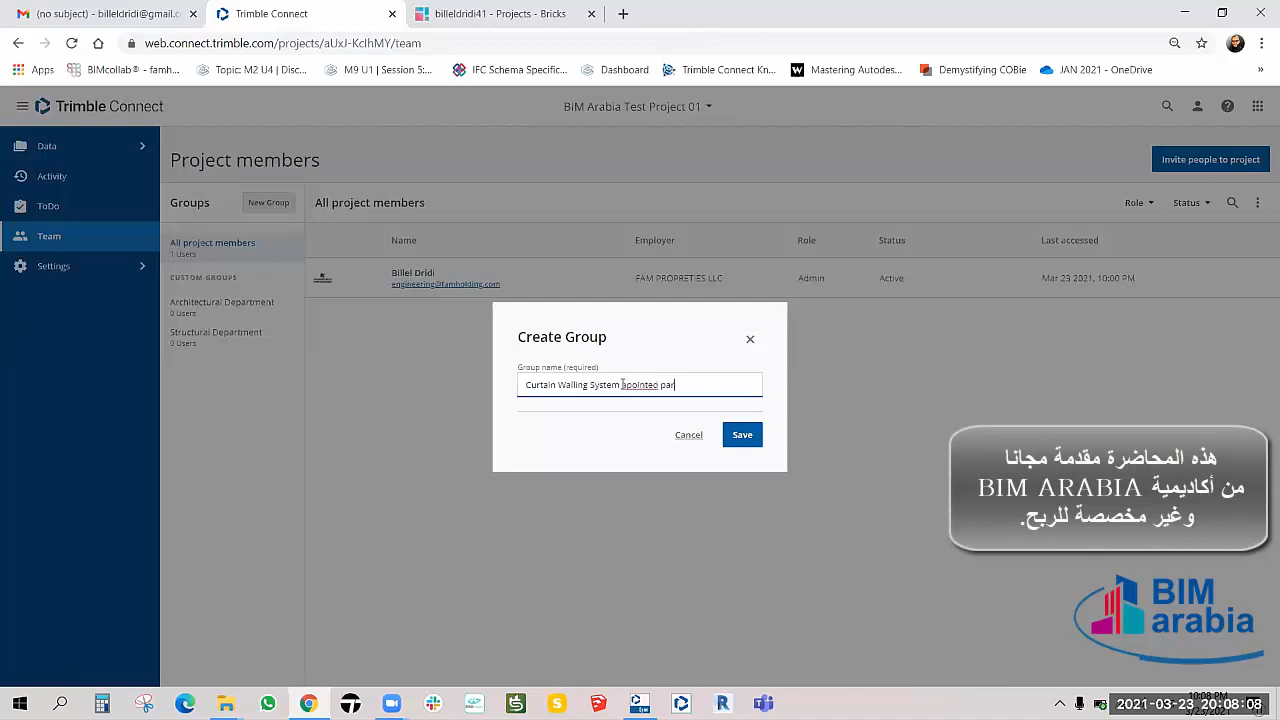 (no subject) - billeldridi@gmail.c
Trimble Connect
billeldridi41 - Projects - Bricks
web.connect.trimble.com/projects/aUxJ-KcIhMY/team
Apps
BIMcollab® - famh...
Topic: M2 U4 | Disc...
M9 U1 | Session 5:...
IFC Schema Specific...
Dashboard
Trimble Connect Kn...
Mastering Autodes...
Demystifying COBie
JAN 2021 - OneDrive
Trimble Connect
BIM Arabia Test Project 01
Data
Activity
ToDo
Team
Settings
Project members
Invite people to project
Groups
New Group
All project members
1 Users
CUSTOM GROUPS
Architectural Department
0 Users
Structural Department
0 Users
All project members
Role
Status
Name
Employer
Role
Status
Last accessed
Billel Dridi
engineering@famholding.com
FAM PROPRETIES LLC
Admin
Active
Mar 23 2021, 10:00 PM
Create Group
Group name (required)
Curtain Walling System apointed par
Cancel
Save
هذه المحاضرة مقدمة مجانا
من أكاديمية BIM ARABIA
وغير مخصصة للربح.
BIM
arabia
10:08 PM
2021-03-23 20:08:08